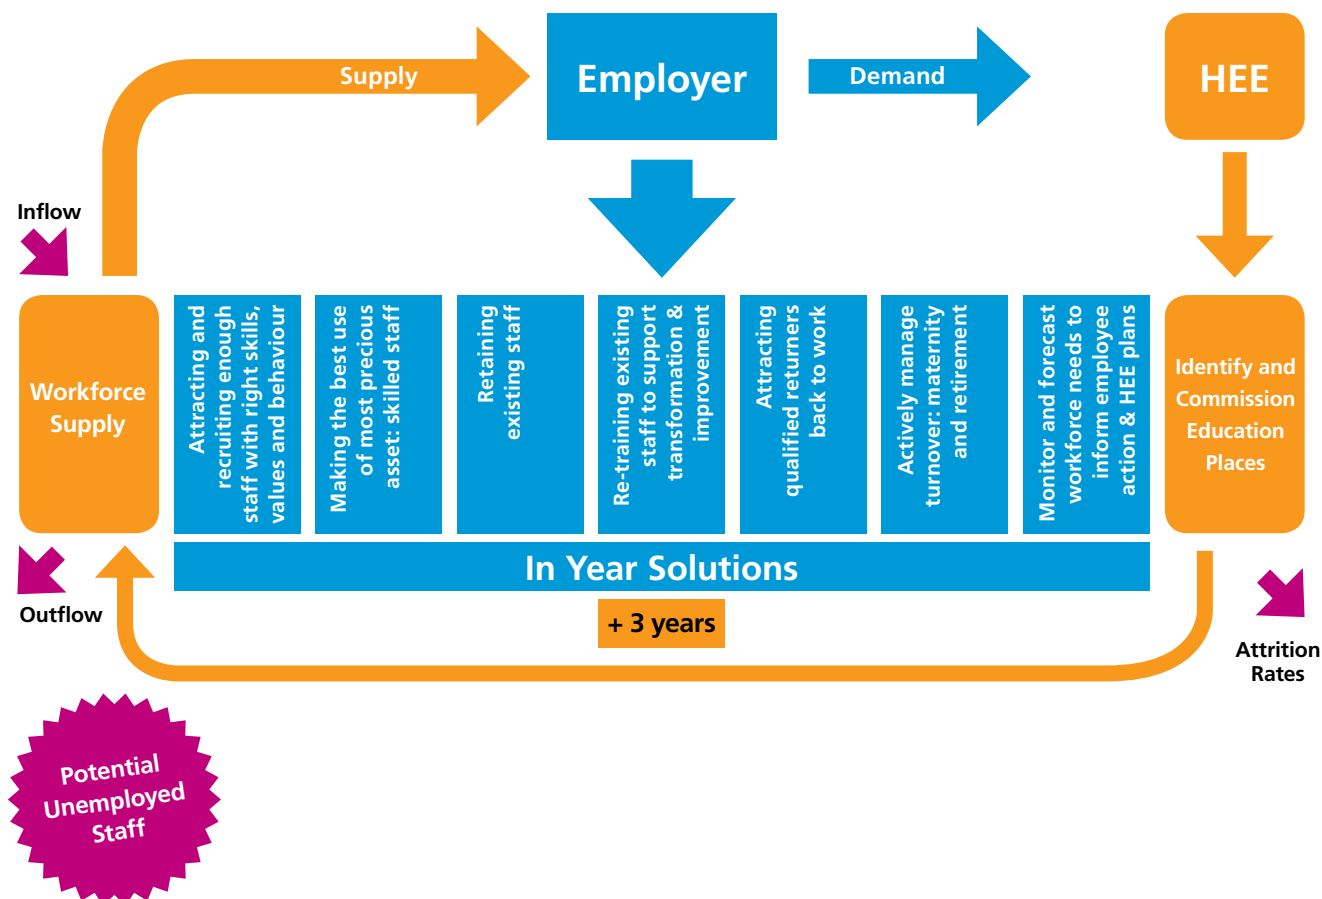 Supply
Employer
Demand
HEE
Inflow
Workforce
Supply
Attracting and
recruiting enough
staff with right skills,
values and behaviour
Making the best use
of most precious
asset: skilled staff
Retaining
existing staff
Re-training existing
staff to support
transformation &
improvement
Attracting
qualified returners
back to work
Actively manage
turnover: maternity
and retirement
Monitor and forecast
workforce needs to
inform employee
action & HEE plans
Identify and
Commission
Education
Places
In Year Solutions
Outflow
+ 3 years
Attrition
Rates
Potential
Unemployed
Staff